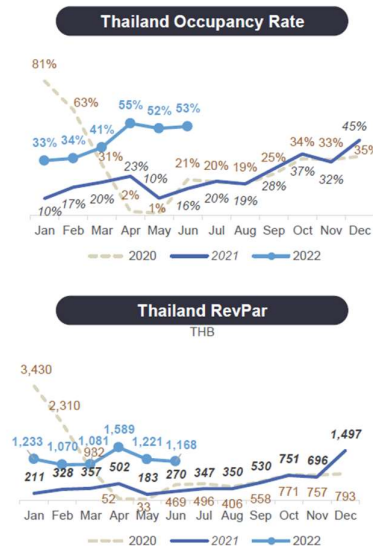 Thailand Occupancy Rate
81%
63%
55% 52% 53%
33% 34% 41%
31%
45%
34% 33%
35%
21% 20% 19% 25%
23%
10%
2%
1%
10% 17% 20%
16% 20% 19% 28% 37% 32%
Jan Feb Mar Apr May Jun Jul Aug Sep Oct Nov Dec
2020 2021 2022
Thailand RevPar
THB
3,430
2,310
1,589
1,497
1,233 1,070 1,081 1,221 1,168
932
211 328 357 502 183 270 347 350 530 751 696
52 33 469 496 406 558 771 757 793
Jan Feb Mar Apr May Jun Jul Aug Sep Oct Nov Dec
2020 2021 2022